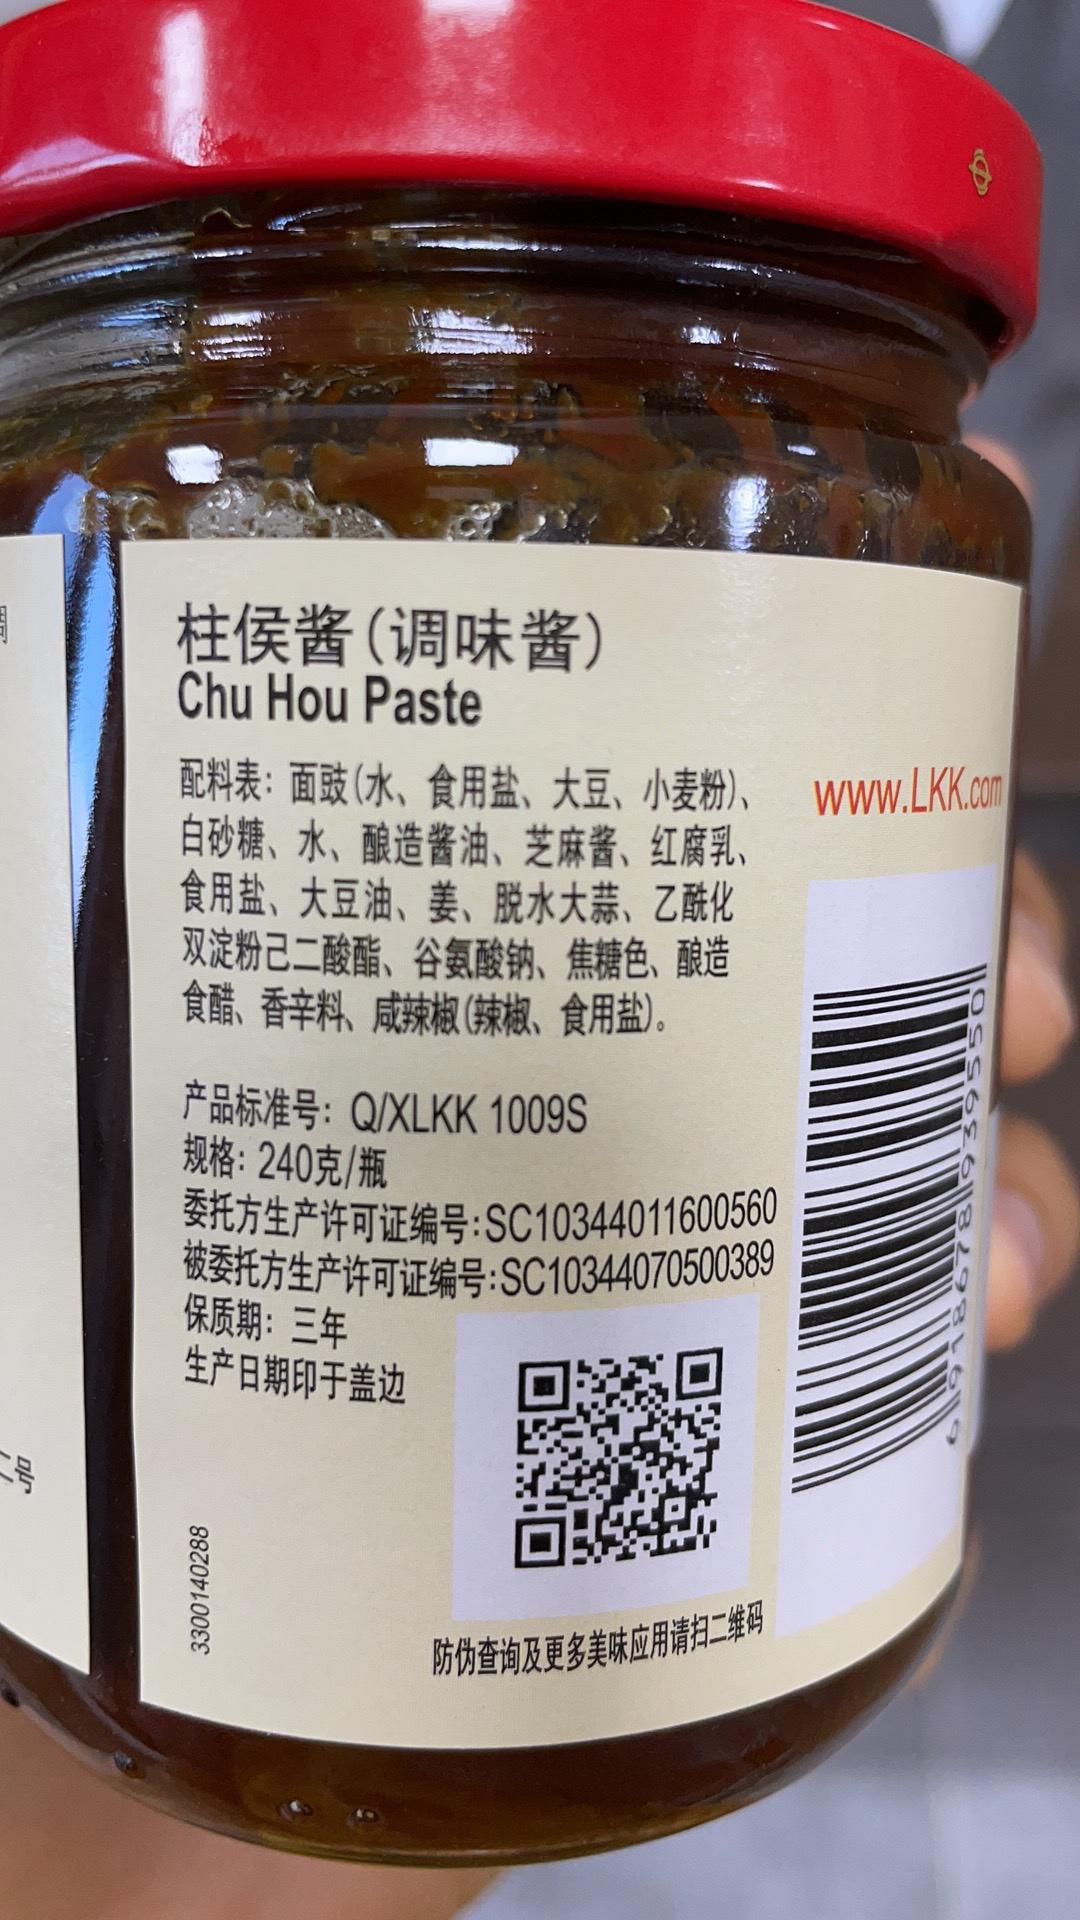 柱侯酱(调味酱)
Chu Hou Paste
配料表: 面豉(水、食用盐、大豆、小麦粉)、
白砂糖、水、酿造酱油、芝麻酱、红腐乳、
食用盐、大豆油、姜、脱水大蒜、乙酰化
双淀粉己二酸酯、谷氨酸钠、焦糖色、酿造
食醋、香辛料、咸辣椒(辣椒、食用盐)。
产品标准号: Q/XLKK 1009S
规格: 240克/瓶
委托方生产许可证编号:SC10344011600560
被委托方生产许可证编号:SC10344070500389
保质期: 三年
生产日期印于盖边
3300140288
防伪查询及更多美味应用请扫二维码
www.LKK.com
6 918678 939550
号